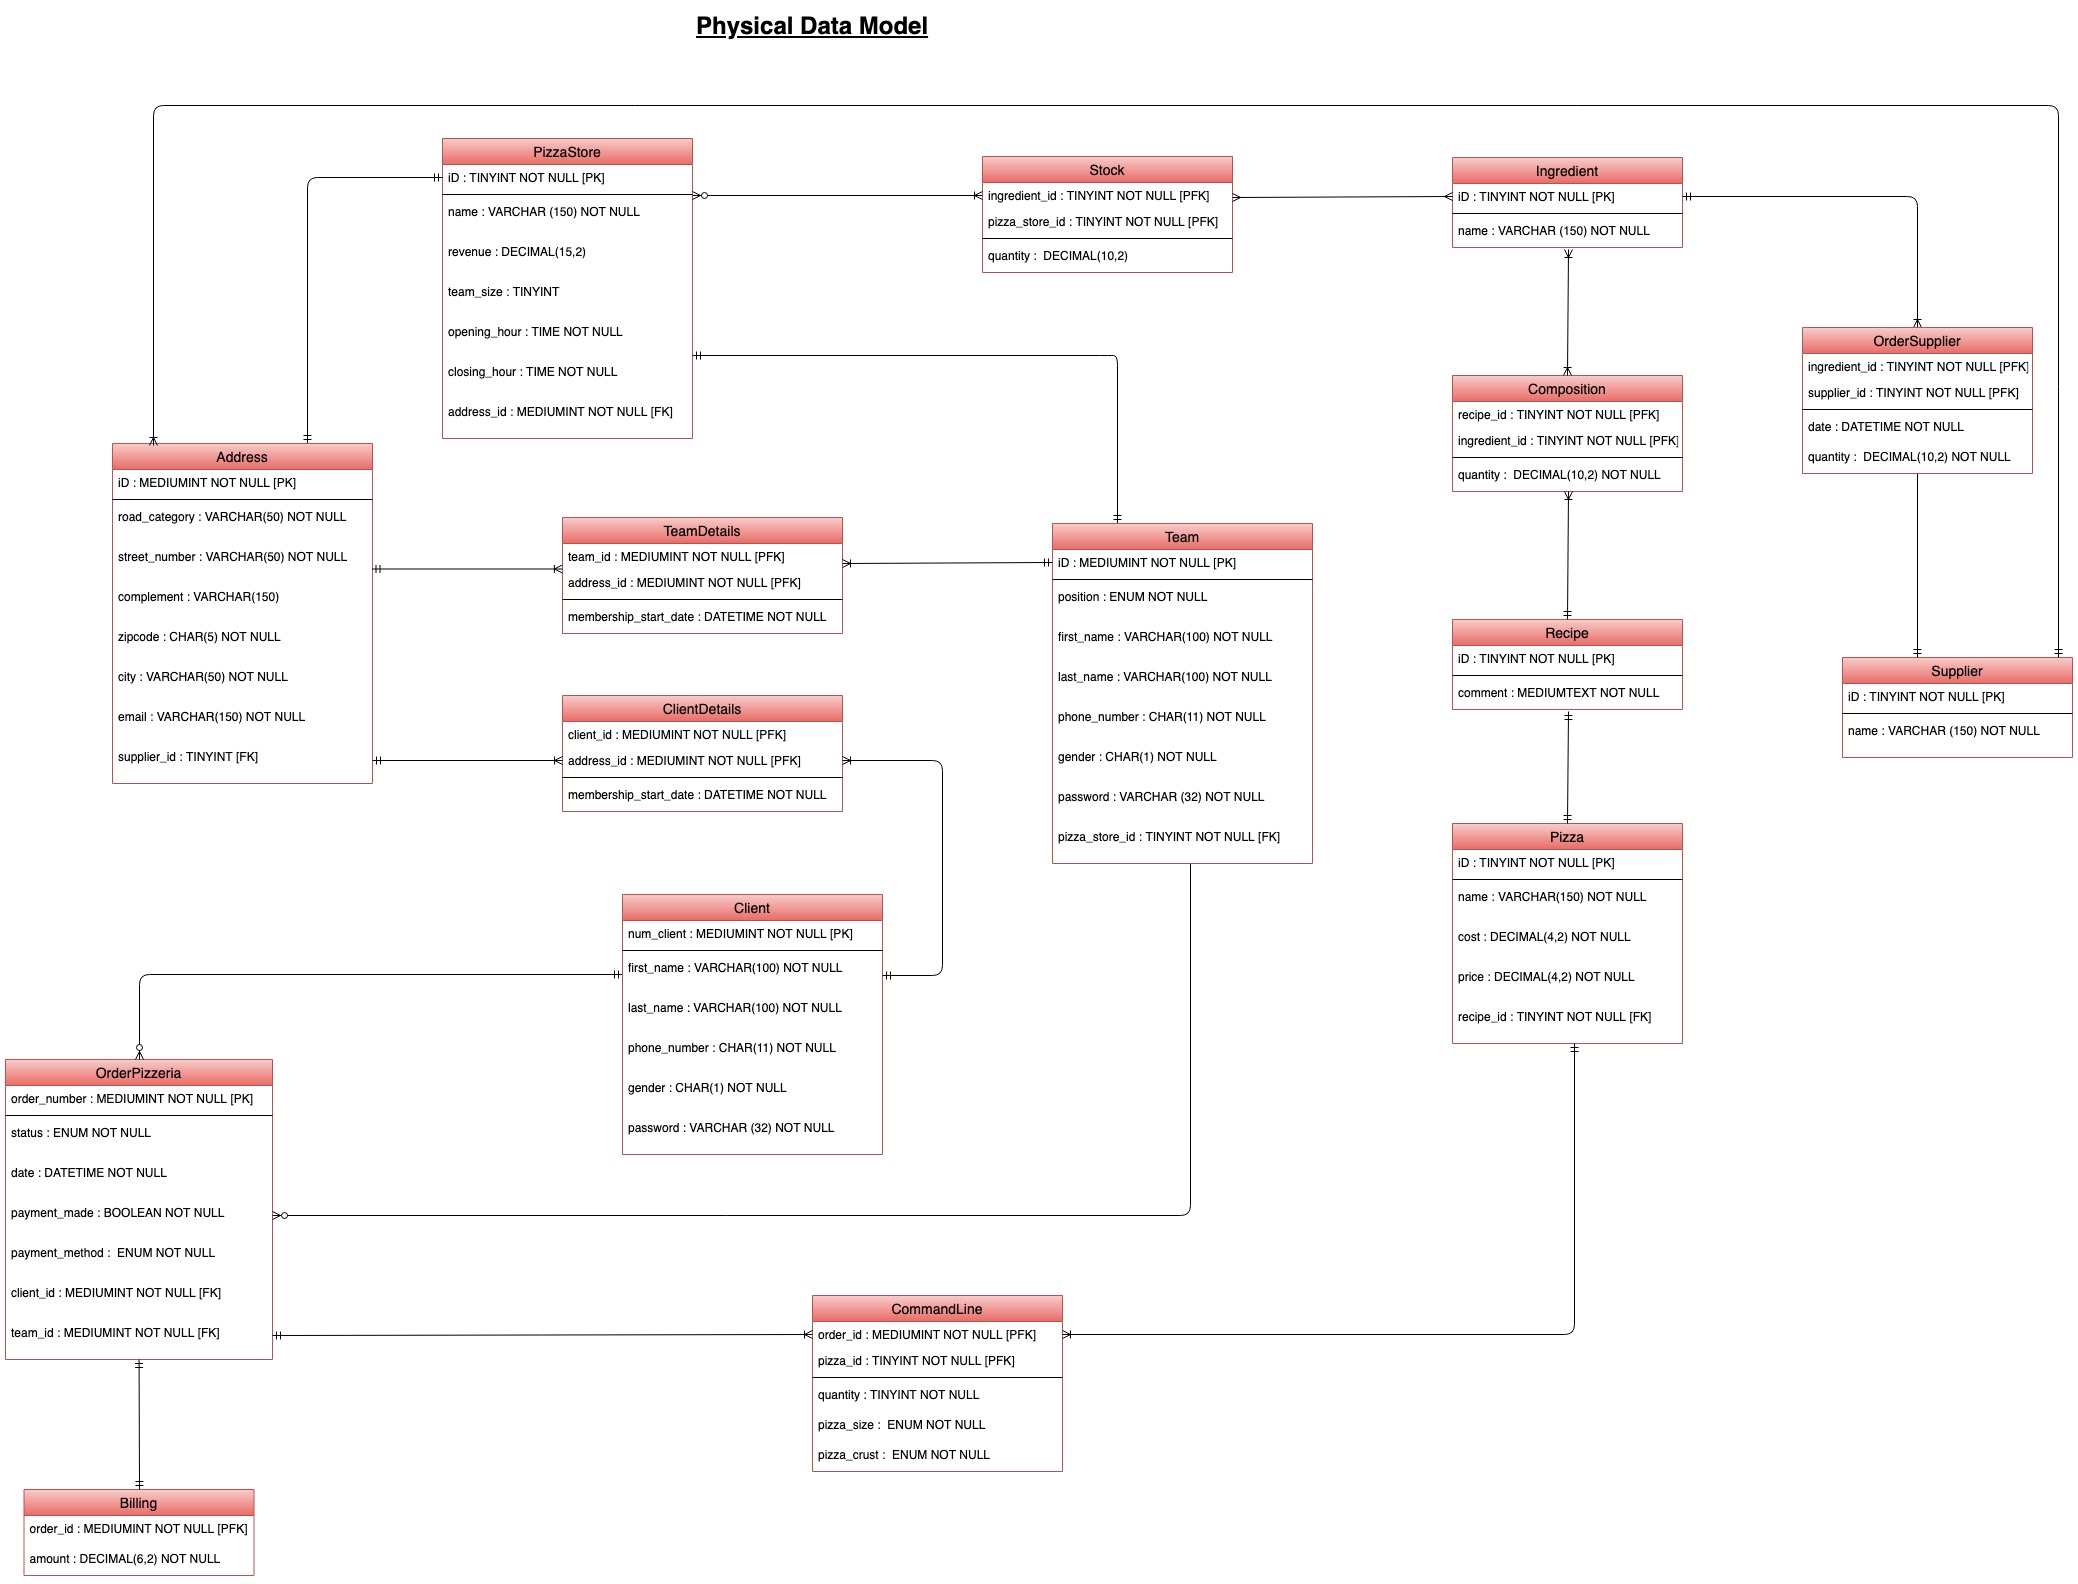 Physical Data Model
PizzaStore
iD : TINYINT NOT NULL [PK]
name : VARCHAR (150) NOT NULL
revenue : DECIMAL(15,2)
team_size : TINYINT
opening_hour : TIME NOT NULL
closing_hour : TIME NOT NULL
address_id : MEDIUMINT NOT NULL [FK]
Stock
ingredient_id : TINYINT NOT NULL [PFK]
pizza_store_id : TINYINT NOT NULL [PFK]
quantity :  DECIMAL(10,2)
Ingredient
iD : TINYINT NOT NULL [PK]
name : VARCHAR (150) NOT NULL
OrderSupplier
ingredient_id : TINYINT NOT NULL [PFK]
supplier_id : TINYINT NOT NULL [PFK]
date : DATETIME NOT NULL
quantity :  DECIMAL(10,2) NOT NULL
Composition
recipe_id : TINYINT NOT NULL [PFK]
ingredient_id : TINYINT NOT NULL [PFK]
quantity :  DECIMAL(10,2) NOT NULL
Address
iD : MEDIUMINT NOT NULL [PK]
road_category : VARCHAR(50) NOT NULL
street_number : VARCHAR(50) NOT NULL
complement : VARCHAR(150)
zipcode : CHAR(5) NOT NULL
city : VARCHAR(50) NOT NULL
email : VARCHAR(150) NOT NULL
supplier_id : TINYINT [FK]
TeamDetails
team_id : MEDIUMINT NOT NULL [PFK]
address_id : MEDIUMINT NOT NULL [PFK]
membership_start_date : DATETIME NOT NULL
Team
iD : MEDIUMINT NOT NULL [PK]
position : ENUM NOT NULL
first_name : VARCHAR(100) NOT NULL
last_name : VARCHAR(100) NOT NULL
phone_number : CHAR(11) NOT NULL
gender : CHAR(1) NOT NULL
password : VARCHAR (32) NOT NULL
pizza_store_id : TINYINT NOT NULL [FK]
Recipe
iD : TINYINT NOT NULL [PK]
comment : MEDIUMTEXT NOT NULL
Supplier
iD : TINYINT NOT NULL [PK]
name : VARCHAR (150) NOT NULL
ClientDetails
client_id : MEDIUMINT NOT NULL [PFK]
address_id : MEDIUMINT NOT NULL [PFK]
membership_start_date : DATETIME NOT NULL
Pizza
iD : TINYINT NOT NULL [PK]
name : VARCHAR(150) NOT NULL
cost : DECIMAL(4,2) NOT NULL
price : DECIMAL(4,2) NOT NULL
recipe_id : TINYINT NOT NULL [FK]
Client
num_client : MEDIUMINT NOT NULL [PK]
first_name : VARCHAR(100) NOT NULL
last_name : VARCHAR(100) NOT NULL
phone_number : CHAR(11) NOT NULL
gender : CHAR(1) NOT NULL
password : VARCHAR (32) NOT NULL
OrderPizzeria
order_number : MEDIUMINT NOT NULL [PK]
status : ENUM NOT NULL
date : DATETIME NOT NULL
payment_made : BOOLEAN NOT NULL
payment_method :  ENUM NOT NULL
client_id : MEDIUMINT NOT NULL [FK]
team_id : MEDIUMINT NOT NULL [FK]
CommandLine
order_id : MEDIUMINT NOT NULL [PFK]
pizza_id : TINYINT NOT NULL [PFK]
quantity : TINYINT NOT NULL
pizza_size :  ENUM NOT NULL
pizza_crust :  ENUM NOT NULL
Billing
order_id : MEDIUMINT NOT NULL [PFK]
amount : DECIMAL(6,2) NOT NULL